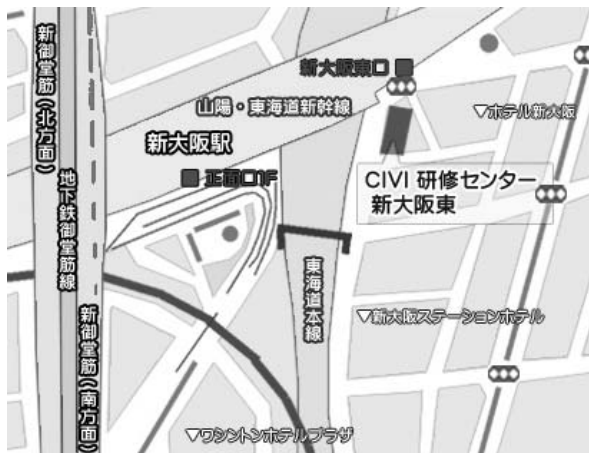 新御堂筋(北方面)
地下鉄御堂筋線
新御堂筋(南方面)
新大阪東口
山陽・東海道新幹線
新大阪駅
正面口1F
▽ホテル新大阪
CIVI 研修センター
新大阪東
東海道本線
▽新大阪ステーションホテル
▽ワシントンホテルプラザ